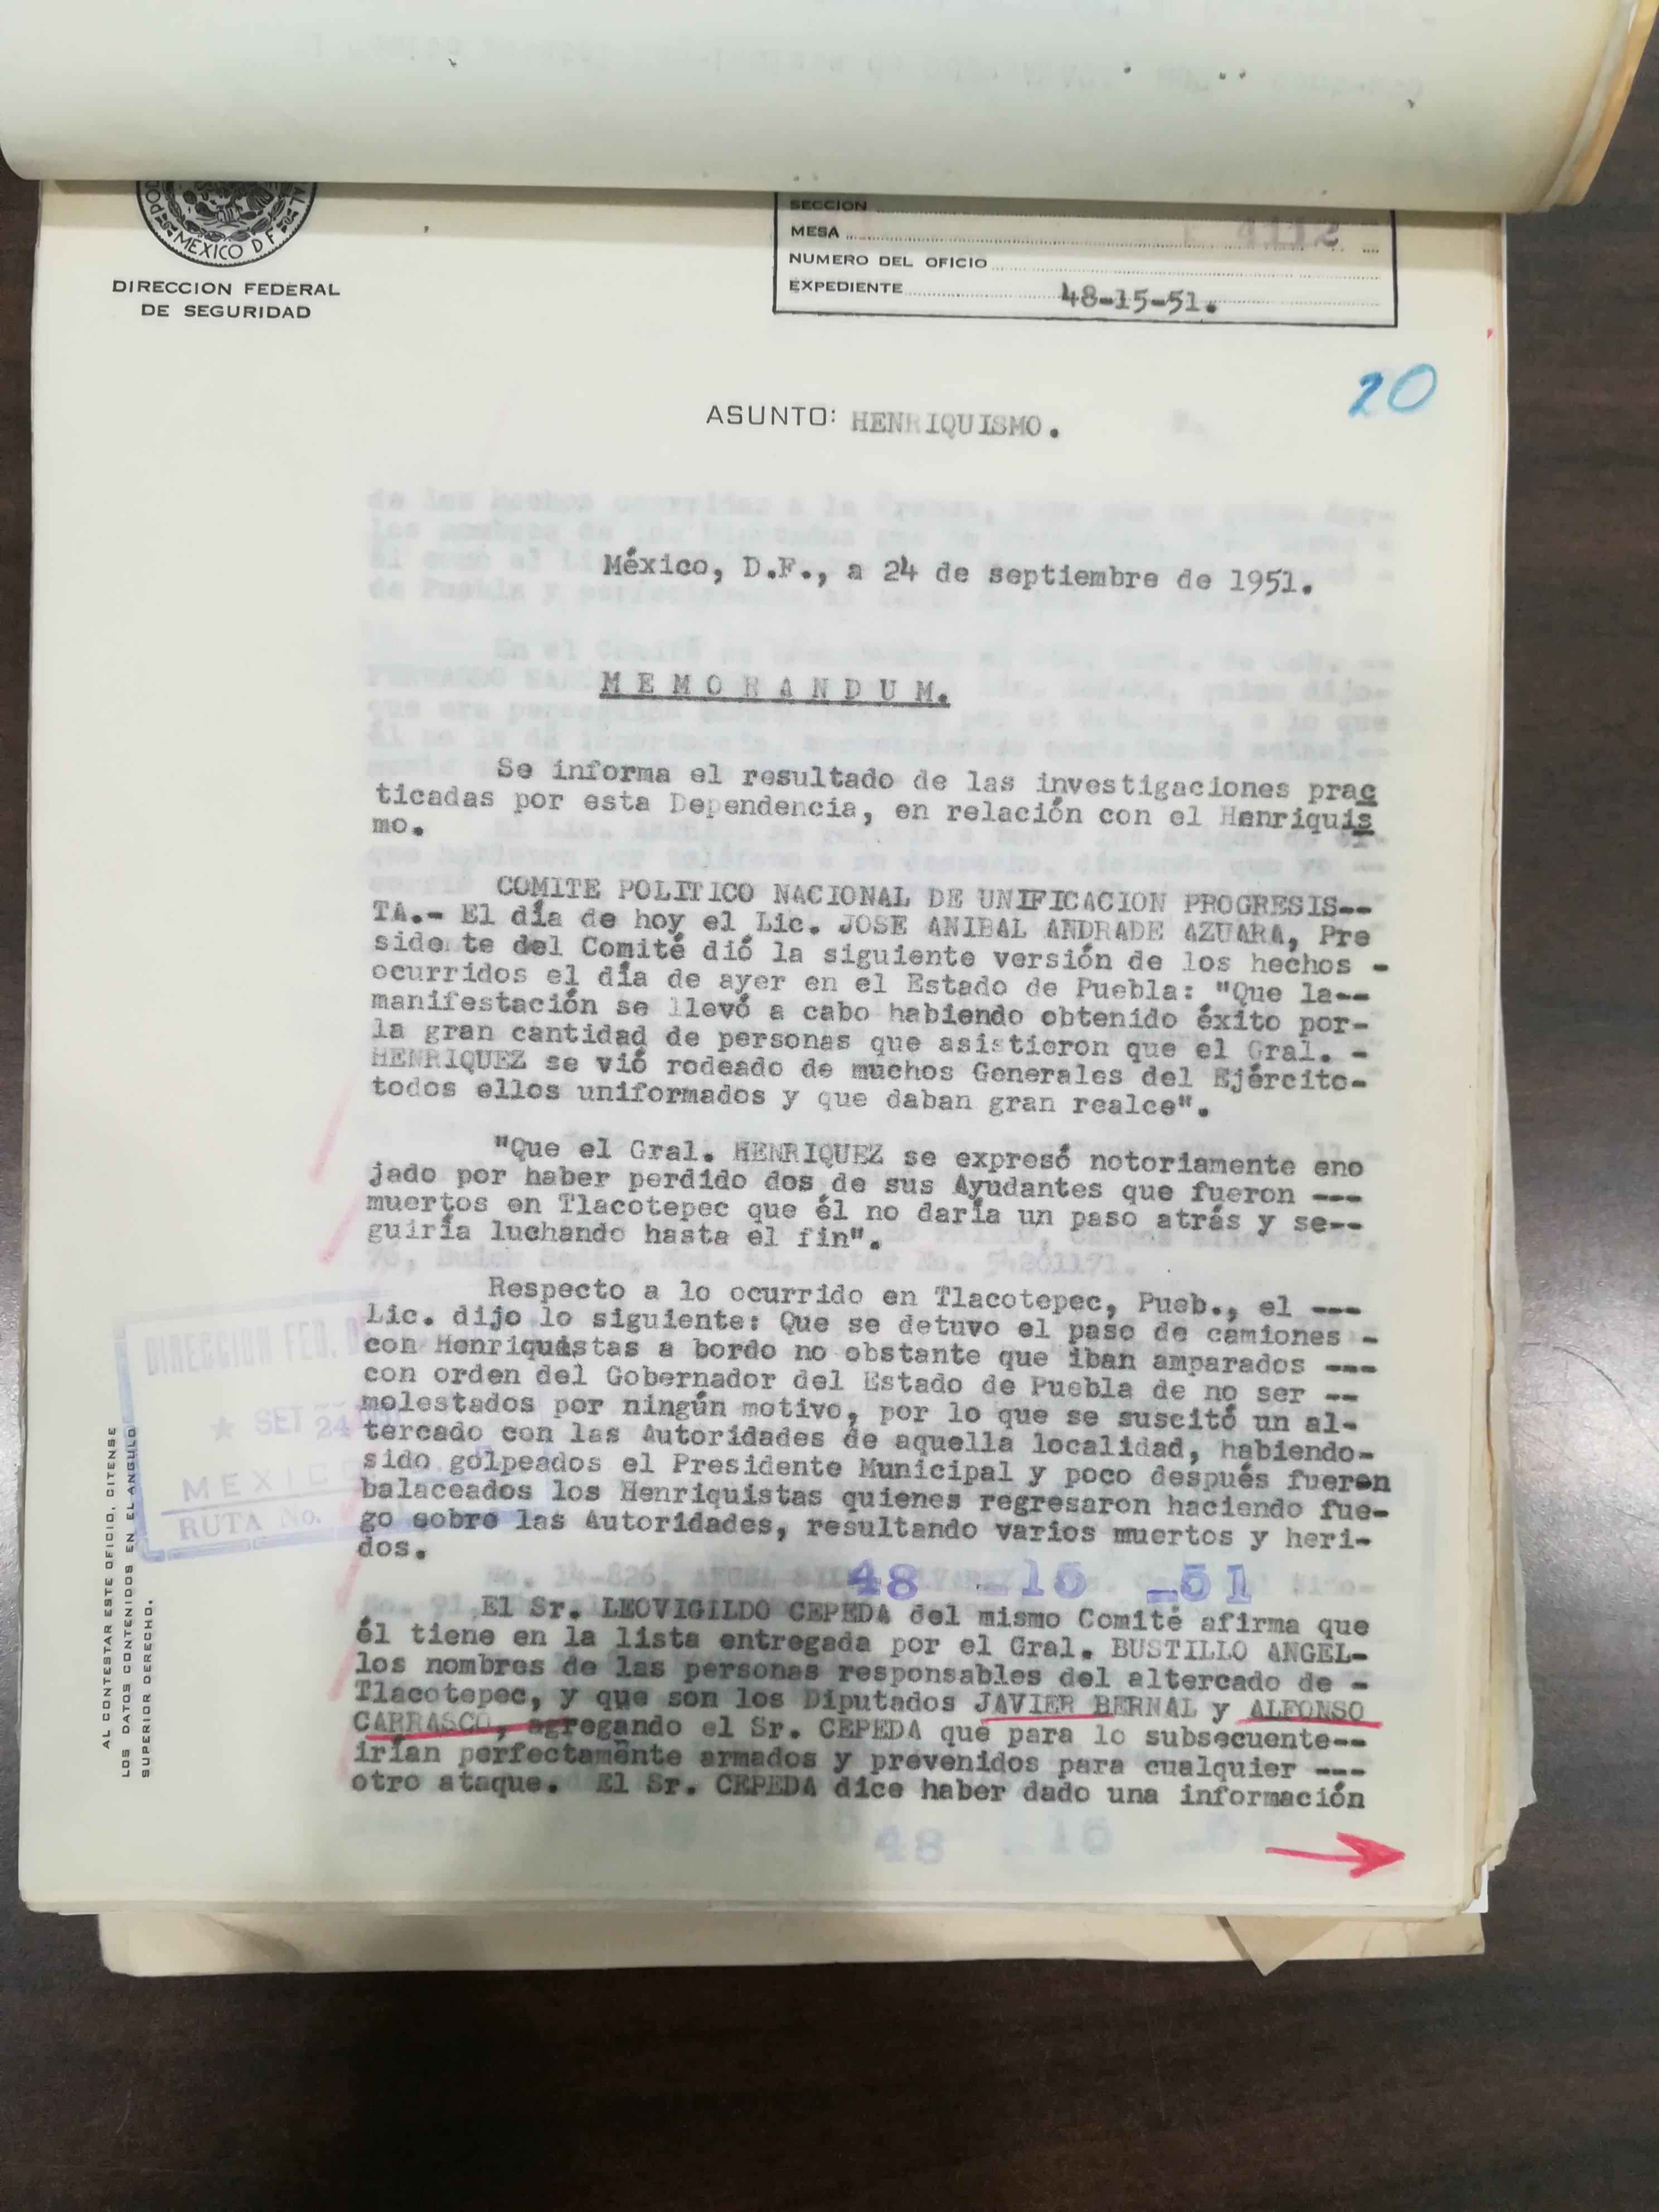 MEXICO D F
DIRECCION FEDERAL
DE SEGURIDAD
SECCION
MESA
NUMERO DEL OFICIO
EXPEDIENTE 48-15-51.
20
ASUNTO: HENRIQUISMO.
México, D.F., a 24 de septiembre de 1951.
M E M O R A N D U M.
Se informa el resultado de las investigaciones prac
ticadas por esta Dependencia, en relación con el Henriquis
mo.
COMITE POLITICO NACIONAL DE UNIFICACION PROGRESIS--
TA.- El día de hoy el Lic. JOSE ANIBAL ANDRADE AZUARA, Pre
side te del Comité dió la siguiente versión de los hechos -
ocurridos el día de ayer en el Estado de Puebla: "Que la--
manifestación se llevó a cabo habiendo obtenido éxito por-
la gran cantidad de personas que asistieron que el Gral. -
HENRIQUEZ se vió rodeado de muchos Generales del Ejército-
todos ellos uniformados y que daban gran realce".
"Que el Gral. HENRIQUEZ se expresó notoriamente eno
jado por haber perdido dos de sus Ayudantes que fueron ---
muertos en Tlacotepec que él no daría un paso atrás y se--
guiría luchando hasta el fin".
Respecto a lo ocurrido en Tlacotepec, Pueb., el ---
Lic. dijo lo siguiente: Que se detuvo el paso de camiones -
con Henriquistas a bordo no obstante que iban amparados ---
con orden del Gobernador del Estado de Puebla de no ser --
molestados por ningún motivo, por lo que se suscitó un al-
tercado con las Autoridades de aquella localidad, habiendo-
sido golpeados el Presidente Municipal y poco después fueron
balaceados los Henriquistas quienes regresaron haciendo fue-
go sobre las Autoridades, resultando varios muertos y heri-
dos.
48 - 15 -51
El Sr. LEOVIGILDO CEPEDA del mismo Comité afirma que
él tiene en la lista entregada por el Gral. BUSTILLO ANGEL-
los nombres de las personas responsables del altercado de -
Tlacotepec, y que son los Diputados JAVIER BERNAL y ALFONSO
CARRASCO, agregando el Sr. CEPEDA que para lo subsecuente--
irían perfectamente armados y prevenidos para cualquier ---
otro ataque. El Sr. CEPEDA dice haber dado una información
DIRECCION FED. D
SET 24
MEXICO
RUTA No.
AL CONTESTAR ESTE OFICIO, CITENSE
LOS DATOS CONTENIDOS EN EL ANGULO
SUPERIOR DERECHO.